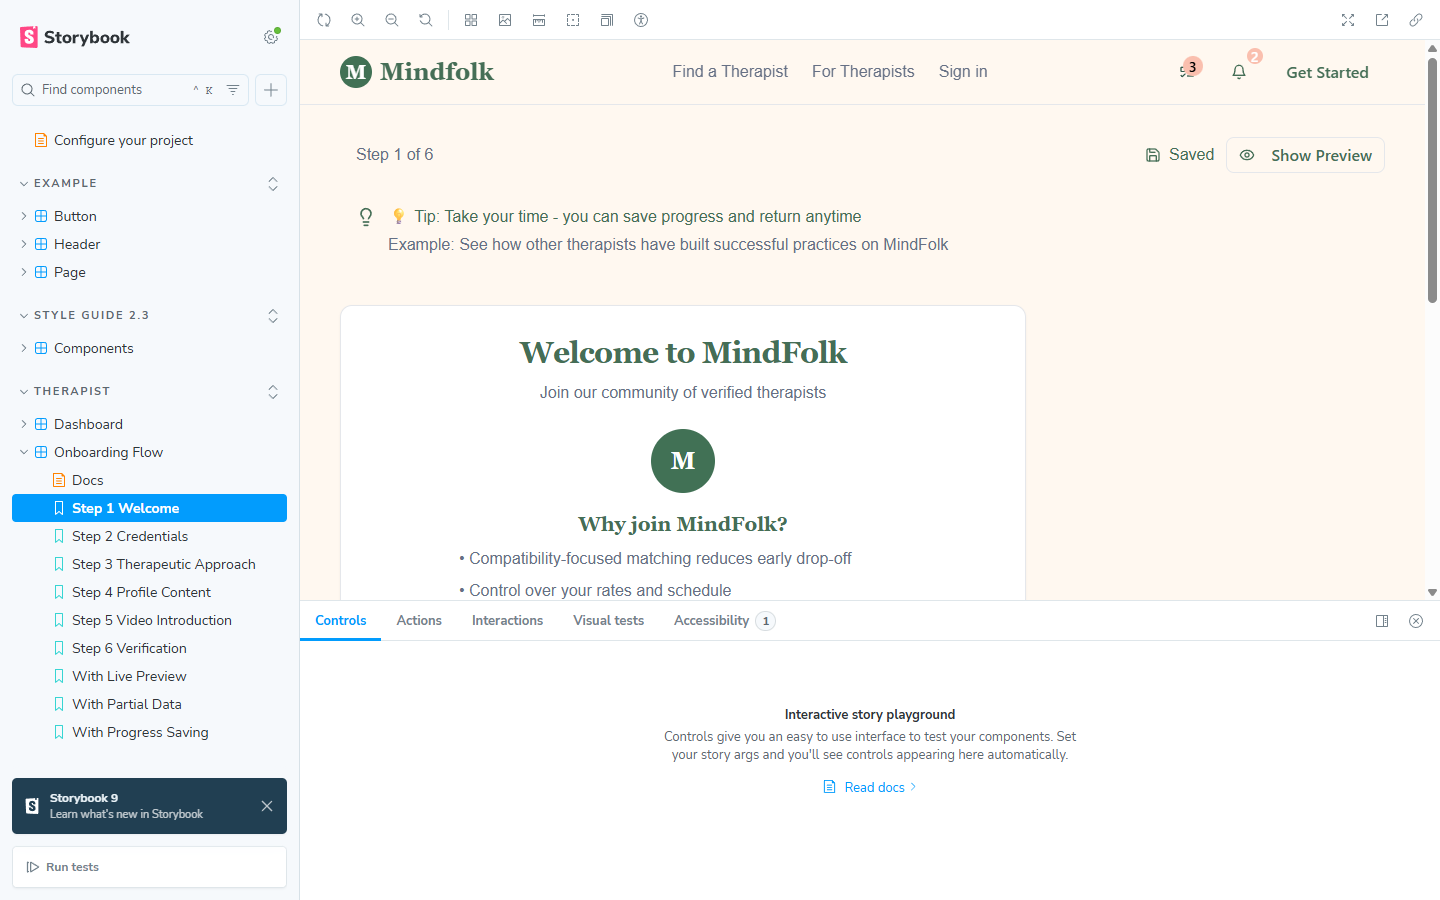 Storybook
Find components
^ K
Configure your project
EXAMPLE
Button
Header
Page
STYLE GUIDE 2.3
Components
THERAPIST
Dashboard
Onboarding Flow
Docs
Step 1 Welcome
Step 2 Credentials
Step 3 Therapeutic Approach
Step 4 Profile Content
Step 5 Video Introduction
Step 6 Verification
With Live Preview
With Partial Data
With Progress Saving
Storybook 9
Learn what's new in Storybook
Run tests
M Mindfolk
Find a Therapist
For Therapists
Sign in
3
2
Get Started
Step 1 of 6
Saved
Show Preview
💡 Tip: Take your time - you can save progress and return anytime
Example: See how other therapists have built successful practices on MindFolk
Welcome to MindFolk
Join our community of verified therapists
M
Why join MindFolk?
• Compatibility-focused matching reduces early drop-off
• Control over your rates and schedule
Controls
Actions
Interactions
Visual tests
Accessibility 1
Interactive story playground
Controls give you an easy to use interface to test your components. Set
your story args and you'll see controls appearing here automatically.
Read docs